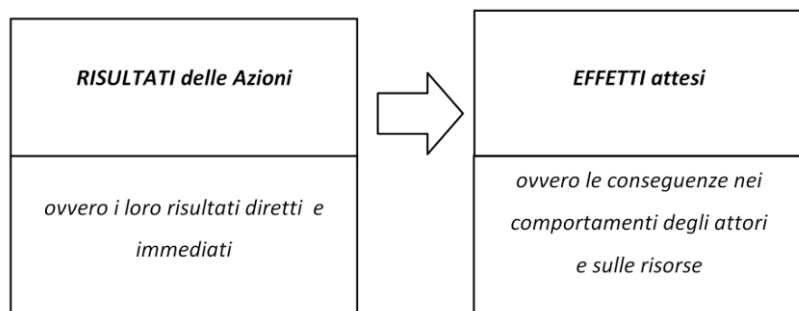 RISULTATI delle Azioni
ovvero i loro risultati diretti e
immediati
EFFETTI attesi
ovvero le conseguenze nei
comportamenti degli attori
e sulle risorse